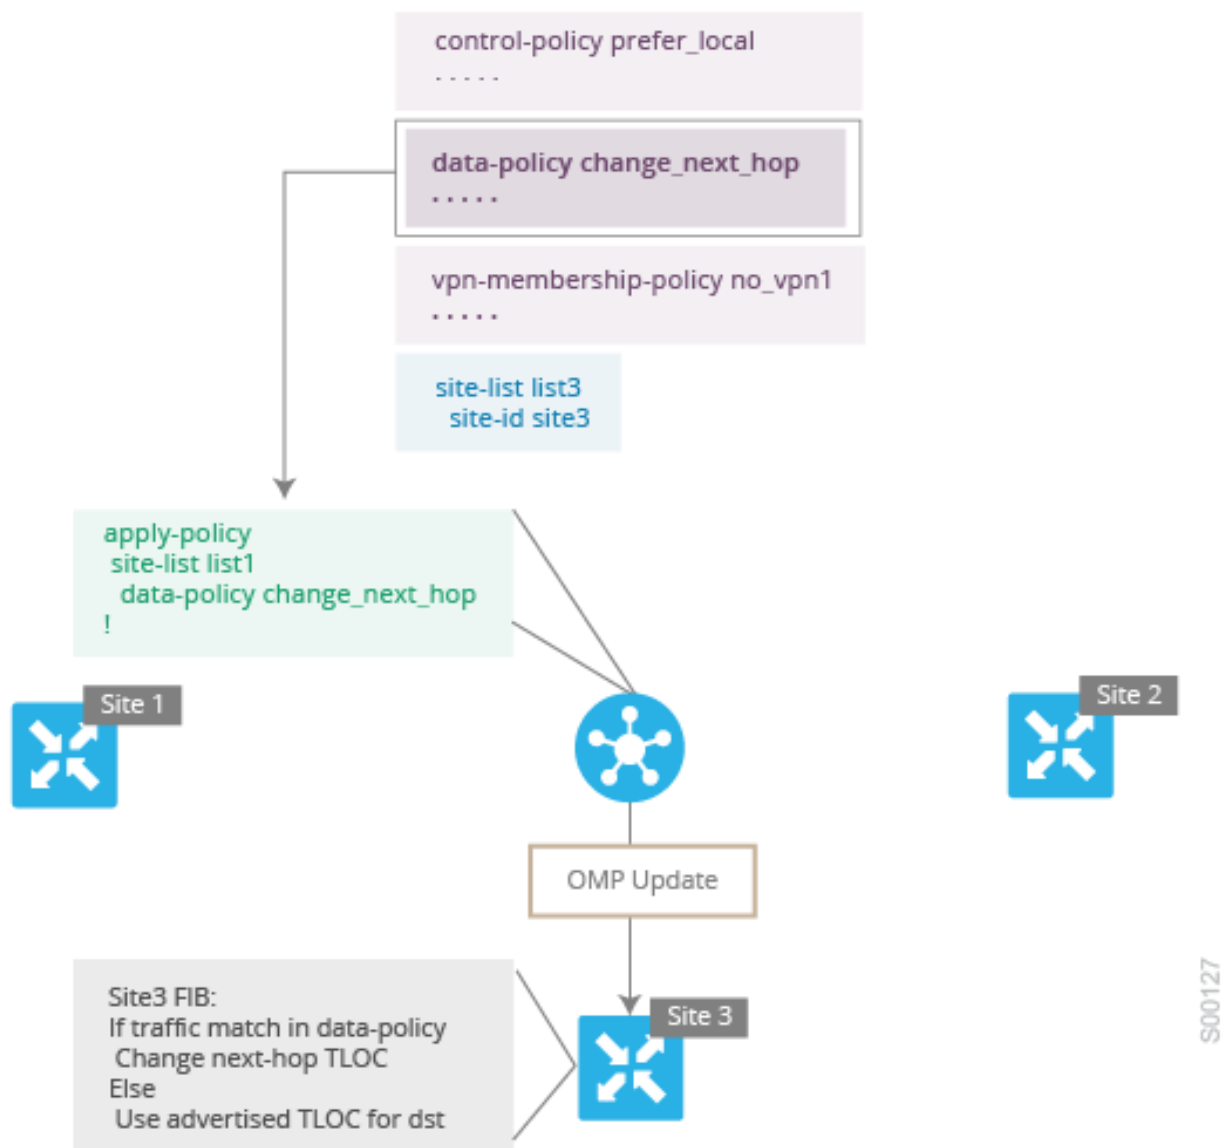 control-policy prefer_local
. . . . .
data-policy change_next_hop
. . . . .
vpn-membership-policy no_vpn1
. . . . .
site-list list3
site-id site3
apply-policy
site-list list1
data-policy change_next_hop
!
Site 1
Site 2
OMP Update
Site 3
Site3 FIB:
If traffic match in data-policy
Change next-hop TLOC
Else
Use advertised TLOC for dst
S00127